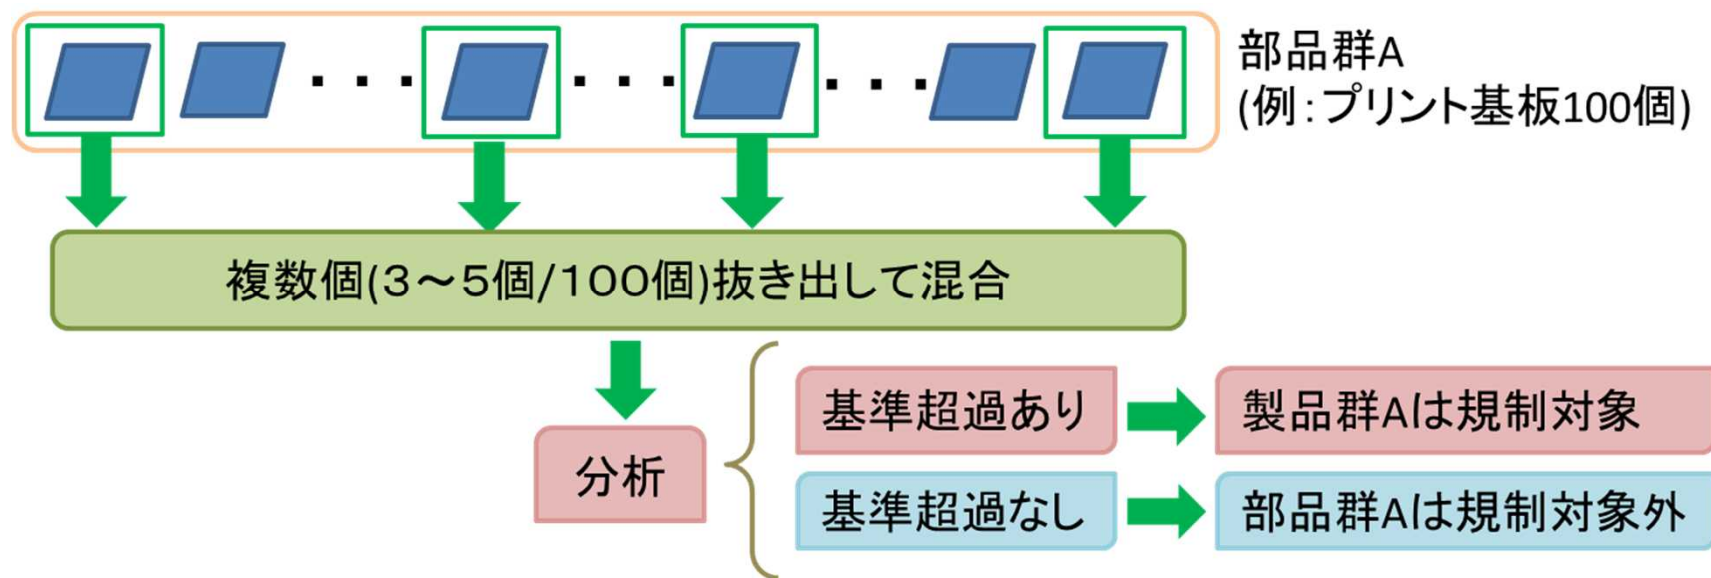 部品群A
(例:プリント基板100個)
複数個(3～5個/100個)抜き出して混合
分析
基準超過あり
製品群Aは規制対象
基準超過なし
部品群Aは規制対象外